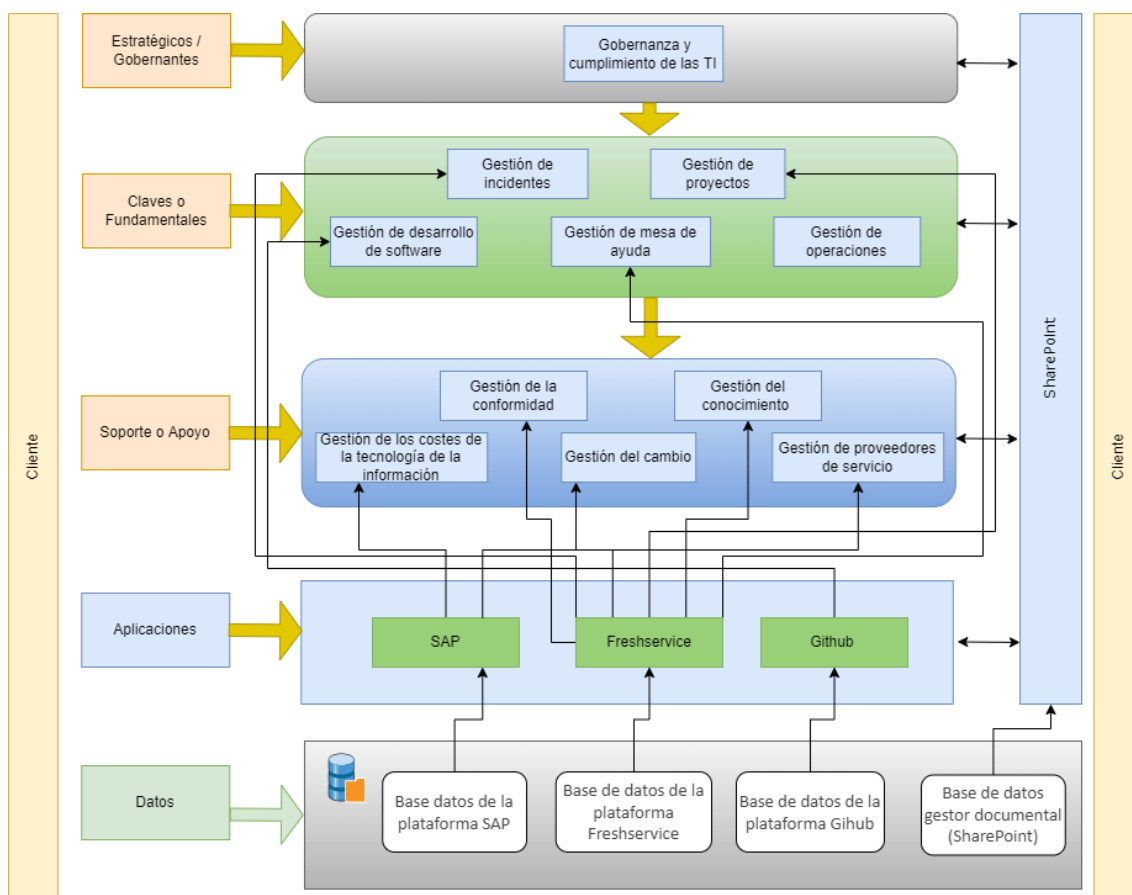 Cliente
Estratégicos /
Gobernantes
Gobernanza y
cumplimiento de las TI
Claves o
Fundamentales
Gestión de
incidentes
Gestión de
proyectos
Gestión de desarrollo
de software
Gestión de mesa de
ayuda
Gestión de
operaciones
Soporte o Apoyo
Gestión de la
conformidad
Gestión del
conocimiento
Gestión de los costes de
la tecnología de la
información
Gestión del cambio
Gestión de proveedores
de servicio
Aplicaciones
SAP
Freshservice
Github
Datos
Base datos de la
plataforma SAP
Base de datos de la
plataforma
Freshservice
Base de datos de la
plataforma Gihub
Base de datos
gestor documental
(SharePoint)
SharePoInt
Cliente